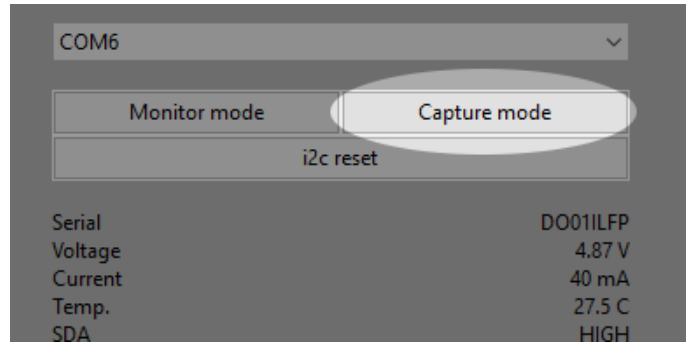 COM6
Monitor mode Capture mode
i2c reset
Serial DO01ILFP
Voltage 4.87 V
Current 40 mA
Temp. 27.5 C
SDA HIGH